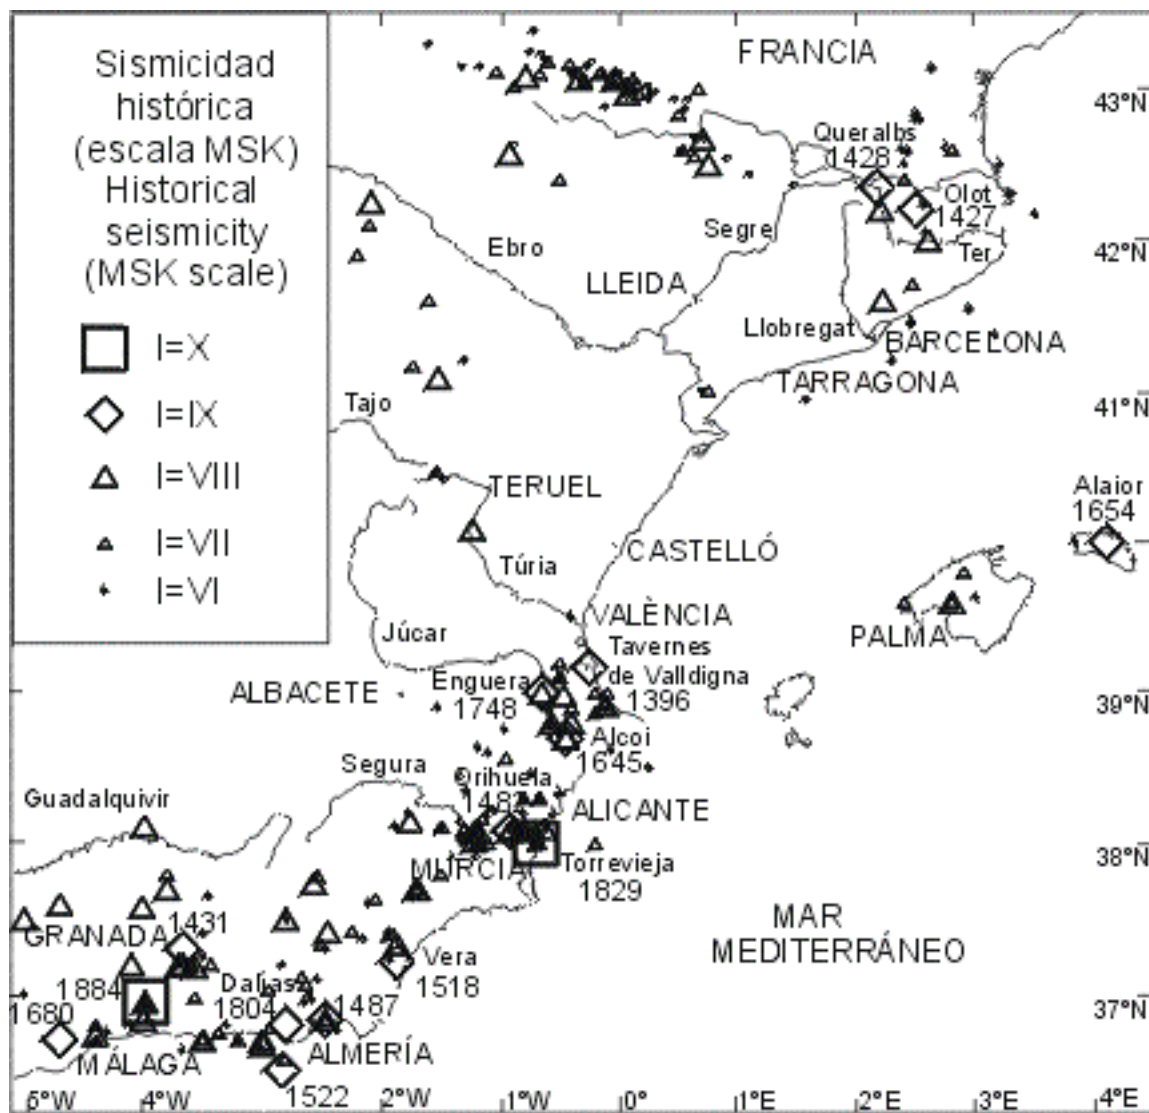 Sismicidad
histórica
(escala MSK)
Historical
seismicity
(MSK scale)
I=X
I=IX
I=VIII
I=VII
I=VI
FRANCIA
43°N
Queralbs
1428
Olot
1427
Segre
Ebro
Ter
42°N
LLEIDA
Llobregat
BARCELONA
TARRAGONA
Tajo
41°N
TERUEL
Alaior
1654
CASTELLÓ
Túria
VALÈNCIA
Júcar
PALMA
Tavernes
de Valldigna
1396
Enguera
1748
ALBACETE
39°N
Alcoi
1645
Segura
Orihuela
1482
Guadalquivir
ALICANTE
38°N
MURCIA
Torrevieja
1829
1431
GRANADA
MAR
MEDITERRÁNEO
Vera
1518
1884
Dalías
1804
1487
1680
37°N
MÁLAGA
ALMERÍA
1522
5°W
4°W
2°W
1°W
0°
1°E
2°E
3°E
4°E